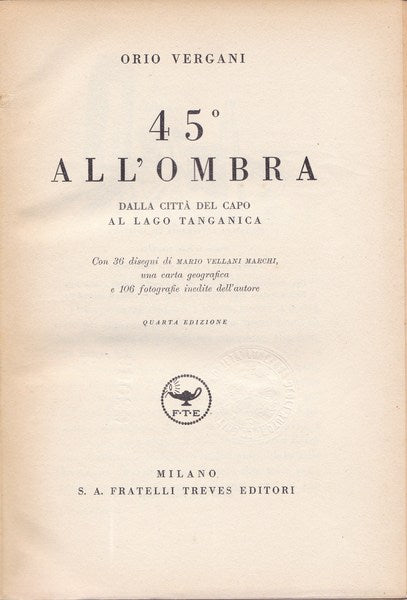 ORIO VERGANI
45°
ALL'OMBRA
DALLA CITTÀ DEL CAPO
AL LAGO TANGANICA
Con 36 disegni di MARIO VELLANI MARCHI,
una carta geografica
e 106 fotografie inedite dell'autore
QUARTA EDIZIONE
F·T·E
MILANO
S. A. FRATELLI TREVES EDITORI